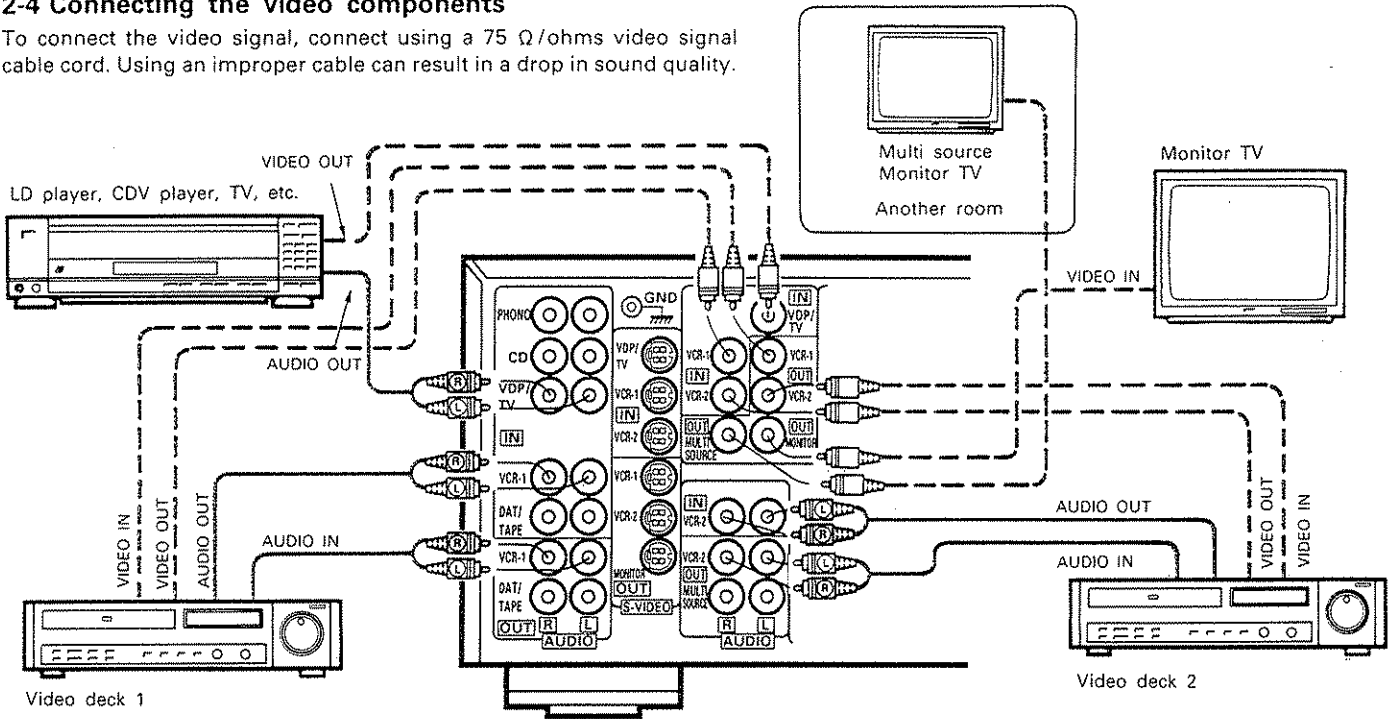 2-4 Connecting the video components
To connect the video signal, connect using a 75 Ω/ohms video signal
cable cord. Using an improper cable can result in a drop in sound quality.
Multi source
Monitor TV
Another room
Monitor TV
VIDEO OUT
LD player, CDV player, TV, etc.
VIDEO IN
AUDIO OUT
GND
PHONO
CD
VDP/
TV
IN
VCR-1
DAT/
TAPE
VCR-1
DAT/
TAPE
OUT
R
L
AUDIO
VDP/
TV
VCR-1
IN
VCR-2
VCR-1
VCR-2
MONITOR
OUT
S-VIDEO
IN
VDP/
TV
VCR-1
IN
VCR-2
OUT
MULTI
SOURCE
VCR-1
OUT
VCR-2
OUT
MONITOR
IN
VCR-2
VCR-2
OUT
MULTI
SOURCE
R
L
AUDIO
R
L
R
L
R
L
L
R
L
R
VIDEO IN
VIDEO OUT
AUDIO OUT
AUDIO IN
Video deck 1
AUDIO OUT
AUDIO IN
VIDEO OUT
VIDEO IN
Video deck 2